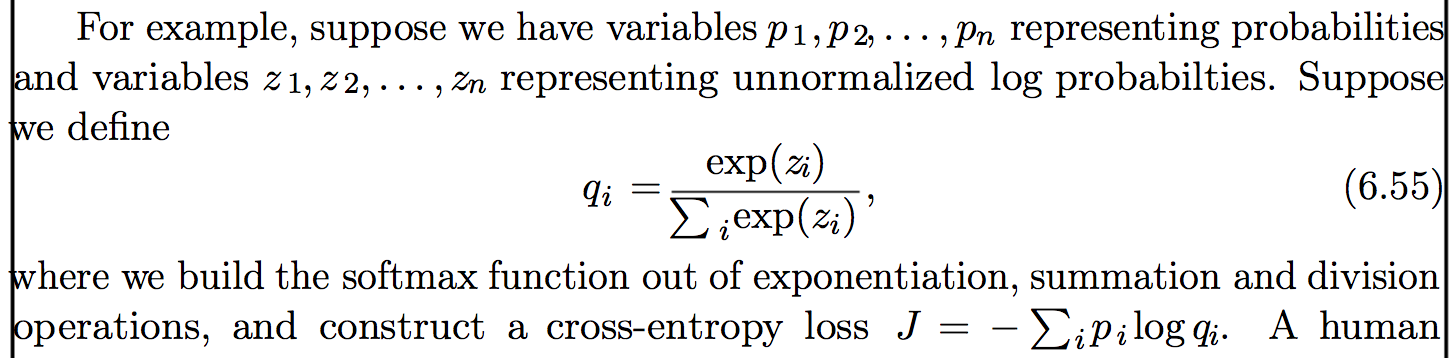 For example, suppose we have variables p₁, p₂, . . . , pₙ representing probabilities
and variables z₁, z₂, . . . , zₙ representing unnormalized log probabilties. Suppose
we define
qᵢ = exp(zᵢ) / ∑ᵢ exp(zᵢ), (6.55)
where we build the softmax function out of exponentiation, summation and division
operations, and construct a cross-entropy loss J = − ∑ᵢ pᵢ log qᵢ. A human